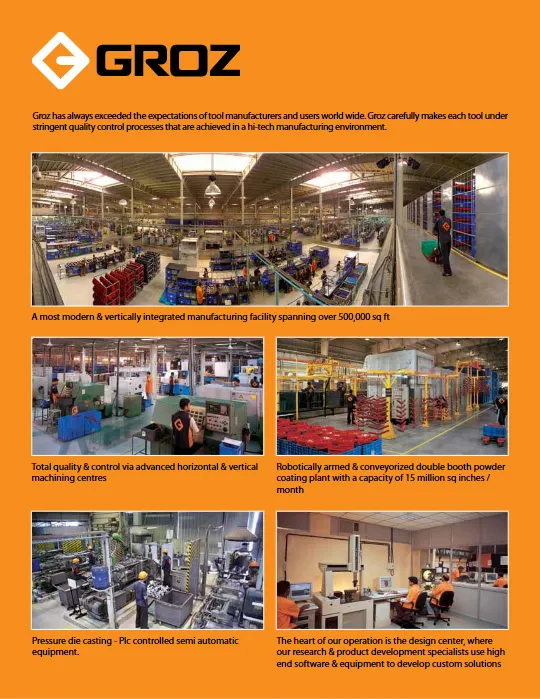 GROZ
Groz has always exceeded the expectations of tool manufacturers and users world wide. Groz carefully makes each tool under
stringent quality control processes that are achieved in a hi-tech manufacturing environment.
A most modern & vertically integrated manufacturing facility spanning over 500,000 sq ft
Total quality & control via advanced horizontal & vertical
machining centres
Robotically armed & conveyorized double booth powder
coating plant with a capacity of 15 million sq inches /
month
Pressure die casting - Plc controlled semi automatic
equipment.
The heart of our operation is the design center, where
our research & product development specialists use high
end software & equipment to develop custom solutions